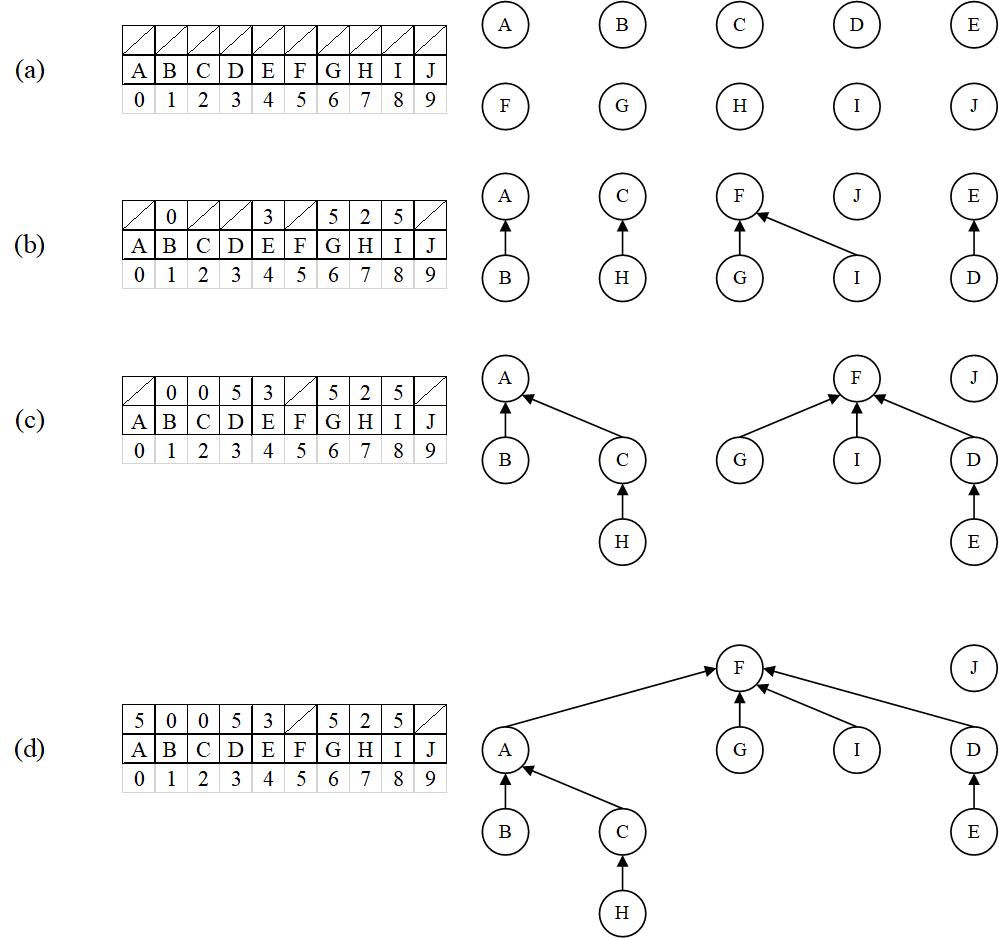 (a)
A B C D E F G H I J
0 1 2 3 4 5 6 7 8 9
A B C D E
F G H I J
(b)
0 3 5 2 5
A B C D E F G H I J
0 1 2 3 4 5 6 7 8 9
A C F J E
B H G I D
(c)
0 0 5 3 5 2 5
A B C D E F G H I J
0 1 2 3 4 5 6 7 8 9
A F J
B C G I D
H E
(d)
5 0 0 5 3 5 2 5
A B C D E F G H I J
0 1 2 3 4 5 6 7 8 9
F J
A G I D
B C E
H